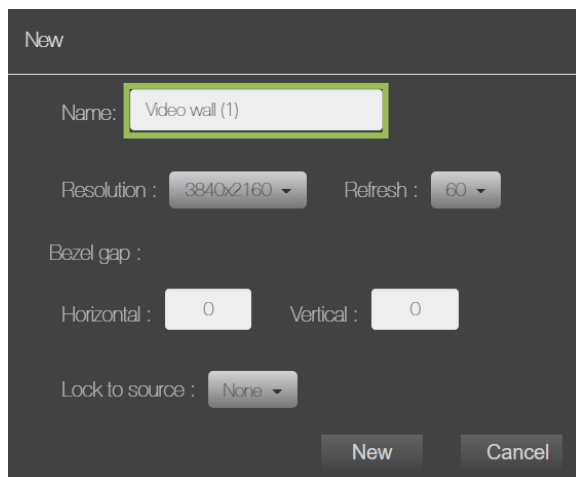 New
Name: Video wall (1)
Resolution : 3840x2160 Refresh : 60
Bezel gap :
Horizontal : 0 Vertical : 0
Lock to source : None
New Cancel